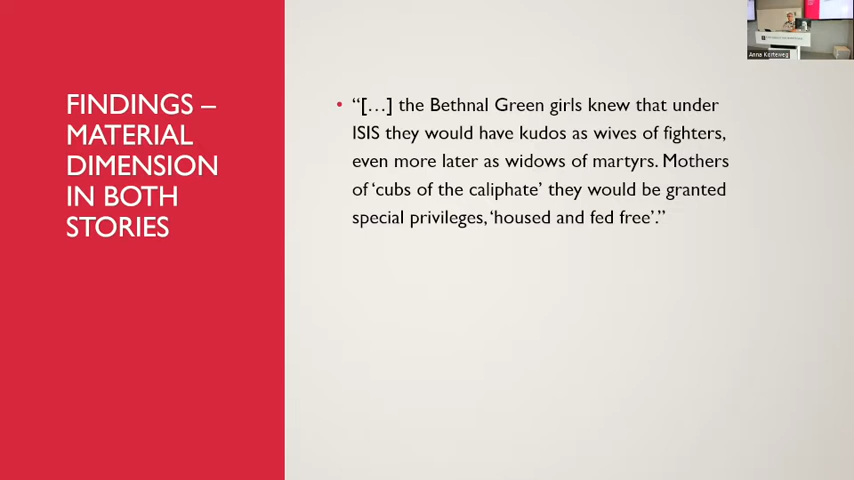 FINDINGS –
MATERIAL
DIMENSION
IN BOTH
STORIES
• “[…] the Bethnal Green girls knew that under
ISIS they would have kudos as wives of fighters,
even more later as widows of martyrs. Mothers
of ‘cubs of the caliphate’ they would be granted
special privileges, ‘housed and fed free’.”
Anna Korteweg